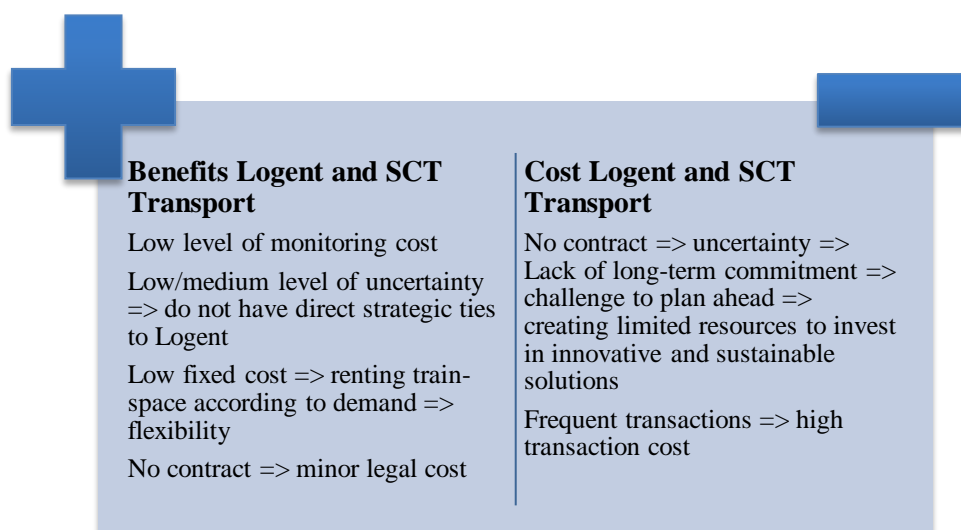 Benefits Logent and SCT
Transport
Low level of monitoring cost
Low/medium level of uncertainty
=> do not have direct strategic ties
to Logent
Low fixed cost => renting train-
space according to demand =>
flexibility
No contract => minor legal cost
Cost Logent and SCT
Transport
No contract => uncertainty =>
Lack of long-term commitment =>
challenge to plan ahead =>
creating limited resources to invest
in innovative and sustainable
solutions
Frequent transactions => high
transaction cost